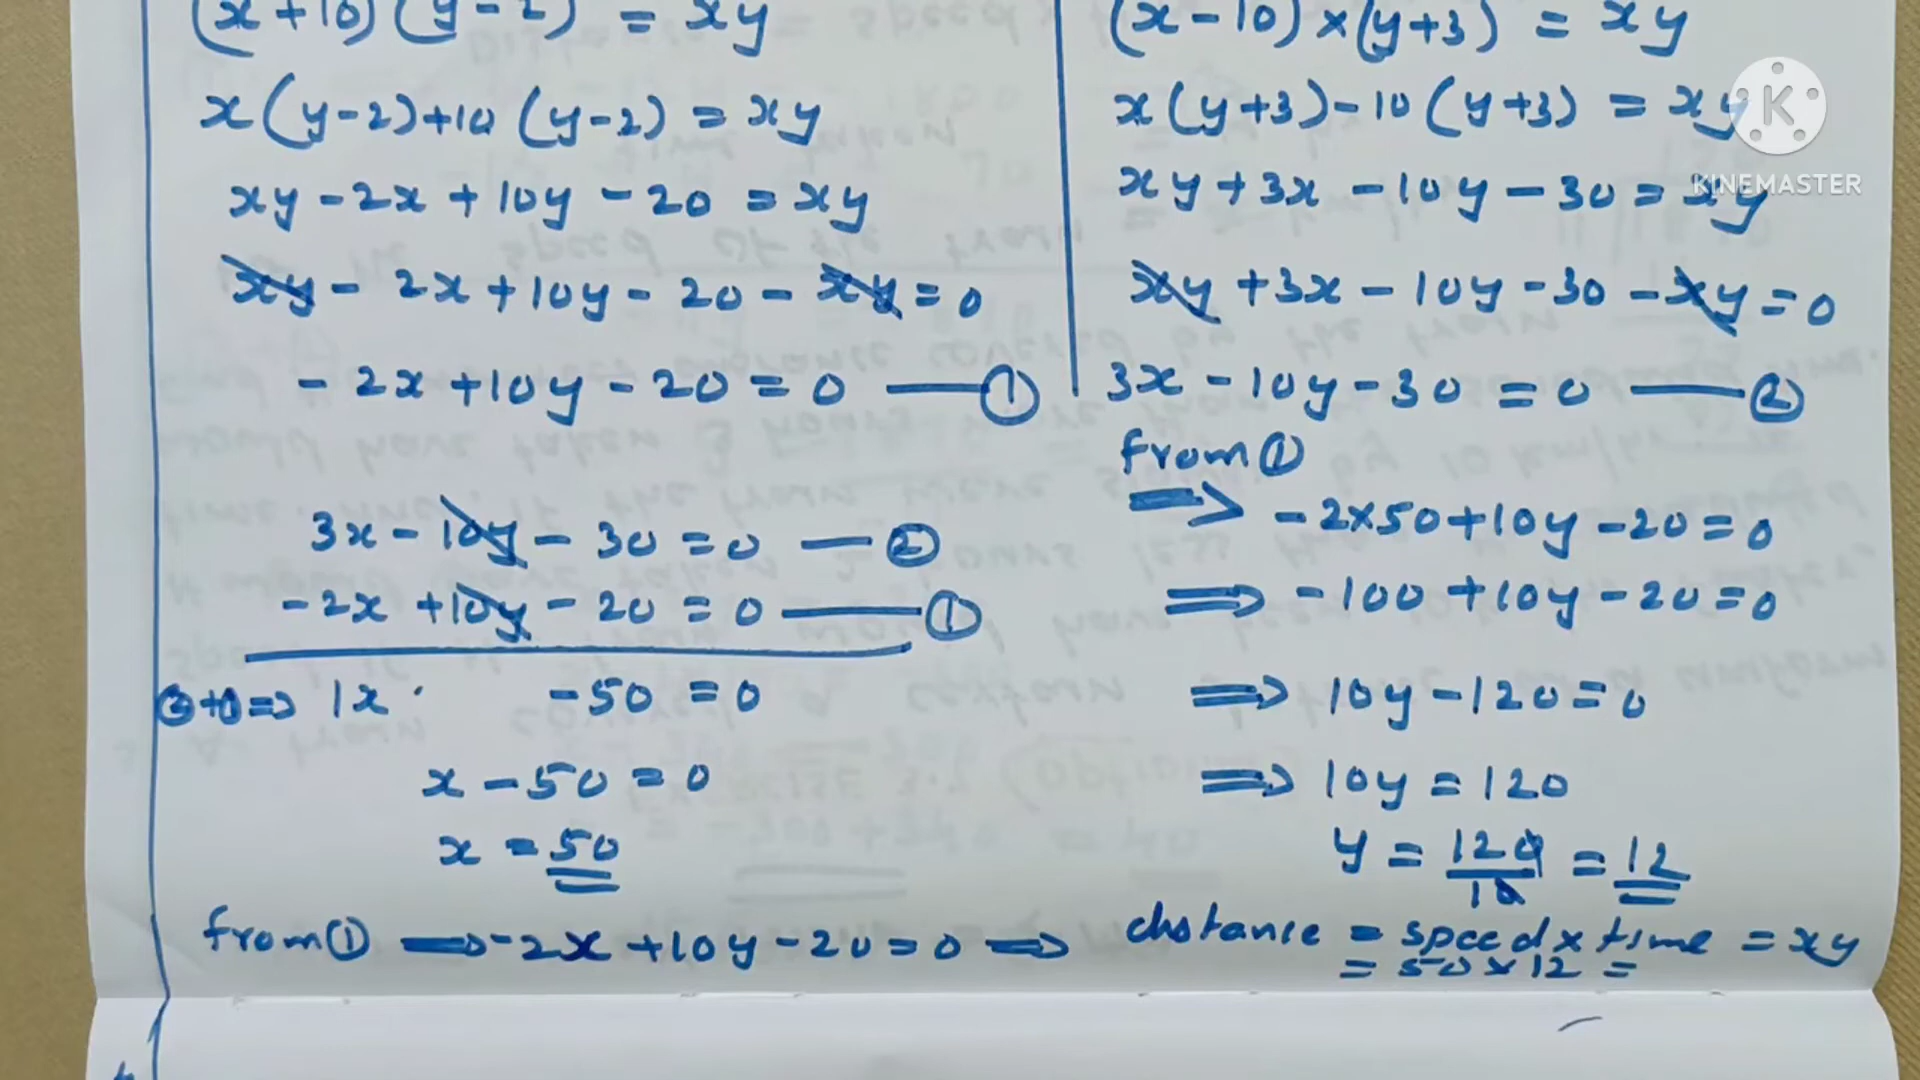 (x+10)(y-2) = xy
x(y-2)+10(y-2) = xy
xy-2x+10y-20 = xy
xy-2x+10y-20-xy=0
-2x+10y-20=0 — ①
3x-10y-30=0 — ②
-2x+10y-20=0 — ①
②+①⇒ 1x -50=0
x-50=0
x=50
from① ⇒ -2x+10y-20=0 ⇒
(x-10)×(y+3) = xy
x(y+3)-10(y+3) = xy
xy+3x-10y-30=xy
xy+3x-10y-30-xy=0
3x-10y-30=0 — ②
from①
⇒ -2×50+10y-20=0
⇒ -100+10y-20=0
⇒ 10y-120=0
⇒ 10y=120
y = 120/10 = 12
distance = speed×time = xy
= 50×12 =
K
KINEMASTER